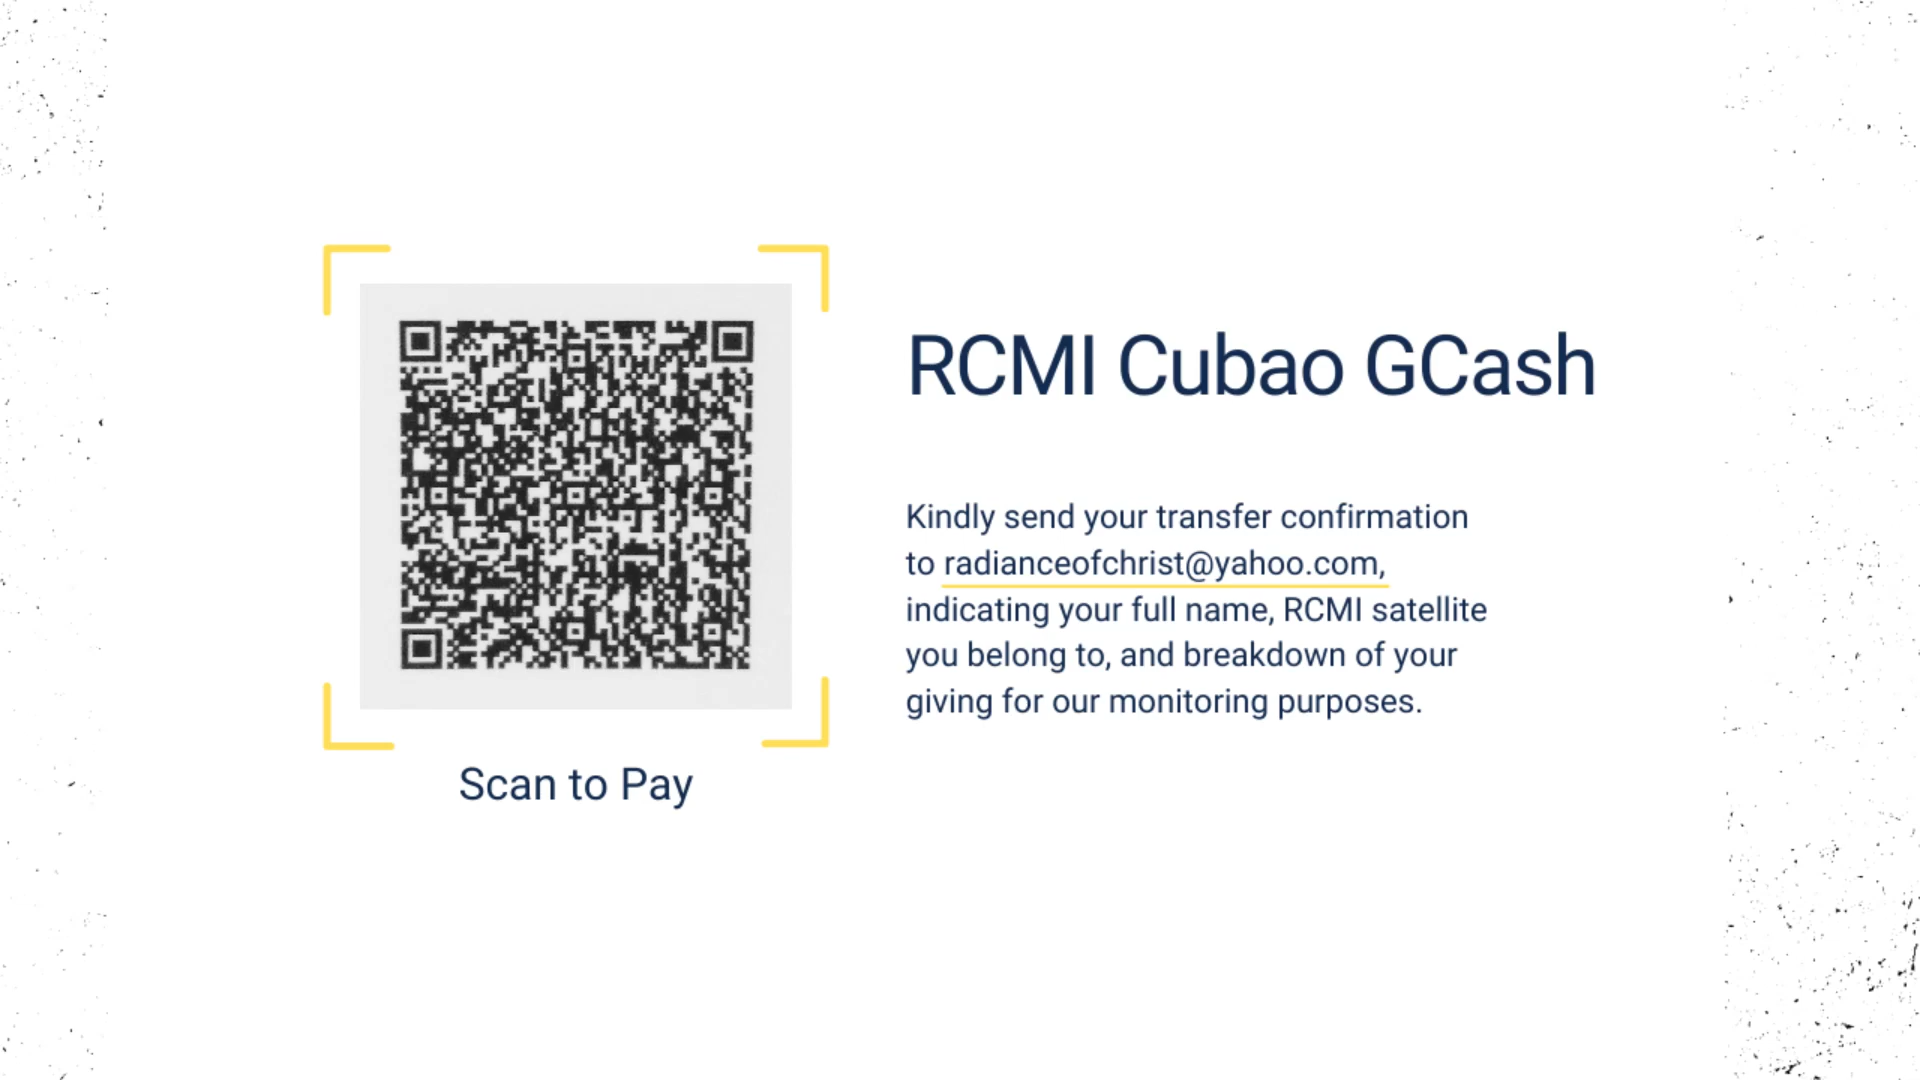 RCMI Cubao GCash
Kindly send your transfer confirmation
to radianceofchrist@yahoo.com,
indicating your full name, RCMI satellite
you belong to, and breakdown of your
giving for our monitoring purposes.
Scan to Pay